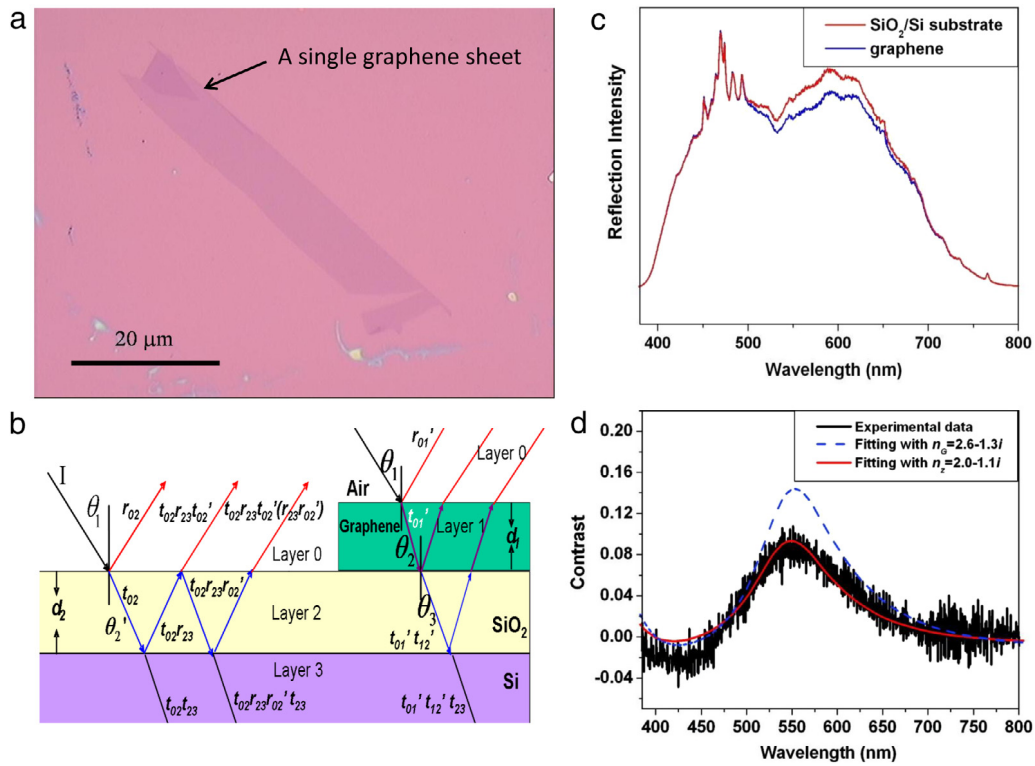 a
A single graphene sheet
20 μm
b
I
θ1
r02
t02r23t02'
t02r23t02'(r23r02')
Layer 0
d2
t02
θ2'
t02r23
t02r23r02'
Layer 2
SiO2
Layer 3
Si
t02t23
t02r23r02't23
r01'
θ1
Layer 0
Air
Graphene
t01'
Layer 1
d1
θ2
θ3
t01't12'
t01't12't23
c
SiO2/Si substrate
graphene
Reflection Intensity
400 500 600 700 800
Wavelength (nm)
d
Experimental data
Fitting with nG=2.6-1.3i
Fitting with nz=2.0-1.1i
Contrast
0.20
0.16
0.12
0.08
0.04
0.00
-0.04
400 450 500 550 600 650 700 750 800
Wavelength (nm)